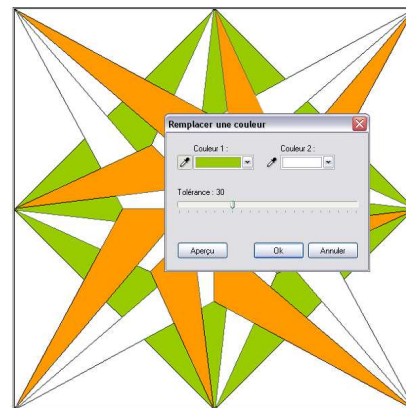 Remplacer une couleur
Couleur 1 : Couleur 2 :
Tolérance : 30
Aperçu Ok Annuler